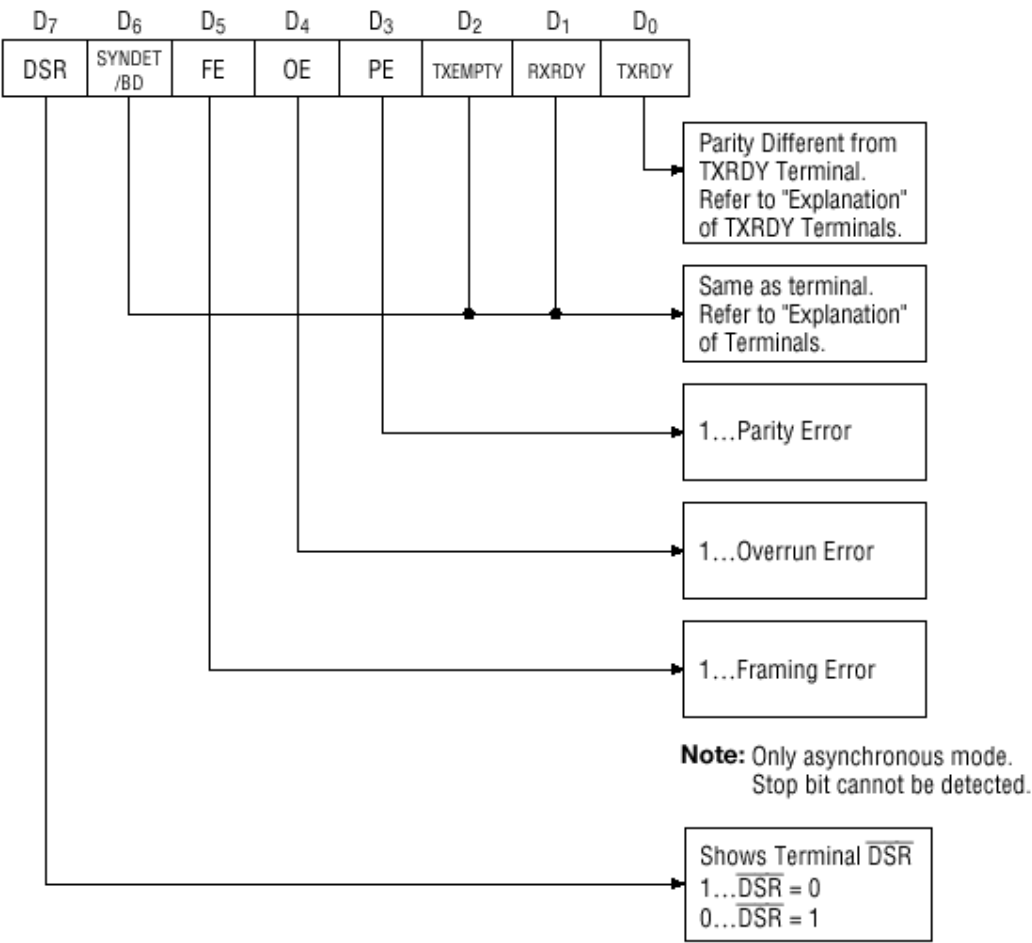 D7 D6 D5 D4 D3 D2 D1 D0
DSR SYNDET /BD FE OE PE TXEMPTY RXRDY TXRDY
Parity Different from
TXRDY Terminal.
Refer to "Explanation"
of TXRDY Terminals.
Same as terminal.
Refer to "Explanation"
of Terminals.
1...Parity Error
1...Overrun Error
1...Framing Error
Note: Only asynchronous mode.
Stop bit cannot be detected.
Shows Terminal D̅S̅R̅
1...D̅S̅R̅ = 0
0...D̅S̅R̅ = 1